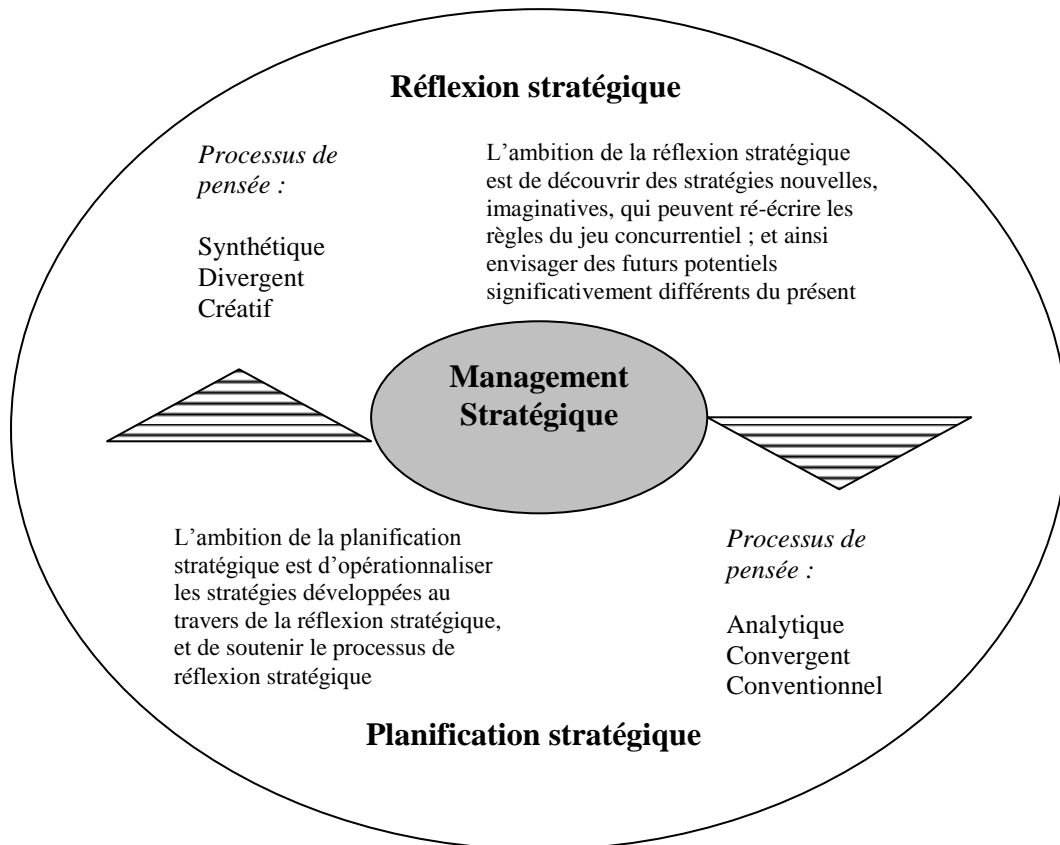 Réflexion stratégique
Processus de
pensée :
Synthétique
Divergent
Créatif
L'ambition de la réflexion stratégique
est de découvrir des stratégies nouvelles,
imaginatives, qui peuvent ré-écrire les
règles du jeu concurrentiel ; et ainsi
envisager des futurs potentiels
significativement différents du présent
Management
Stratégique
L'ambition de la planification
stratégique est d'opérationnaliser
les stratégies développées au
travers de la réflexion stratégique,
et de soutenir le processus de
réflexion stratégique
Processus de
pensée :
Analytique
Convergent
Conventionnel
Planification stratégique